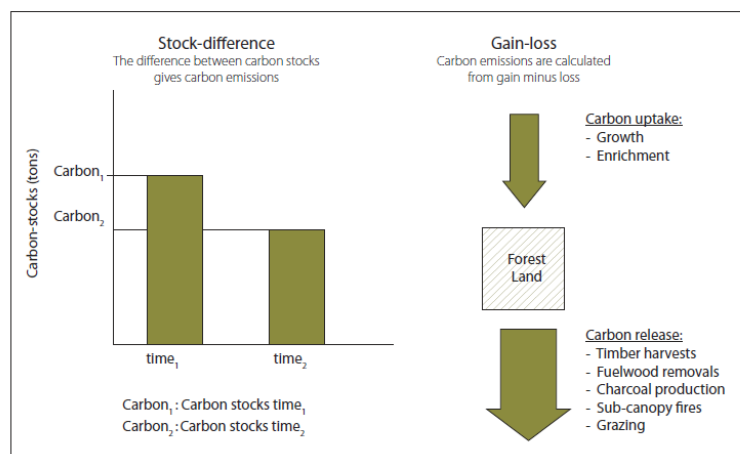 Stock-difference
The difference between carbon stocks
gives carbon emissions
Carbon-stocks (tons)
Carbon₁
Carbon₂
time₁
time₂
Carbon₁ : Carbon stocks time₁
Carbon₂ : Carbon stocks time₂
Gain-loss
Carbon emissions are calculated
from gain minus loss
Carbon uptake:
- Growth
- Enrichment
Forest
Land
Carbon release:
- Timber harvests
- Fuelwood removals
- Charcoal production
- Sub-canopy fires
- Grazing